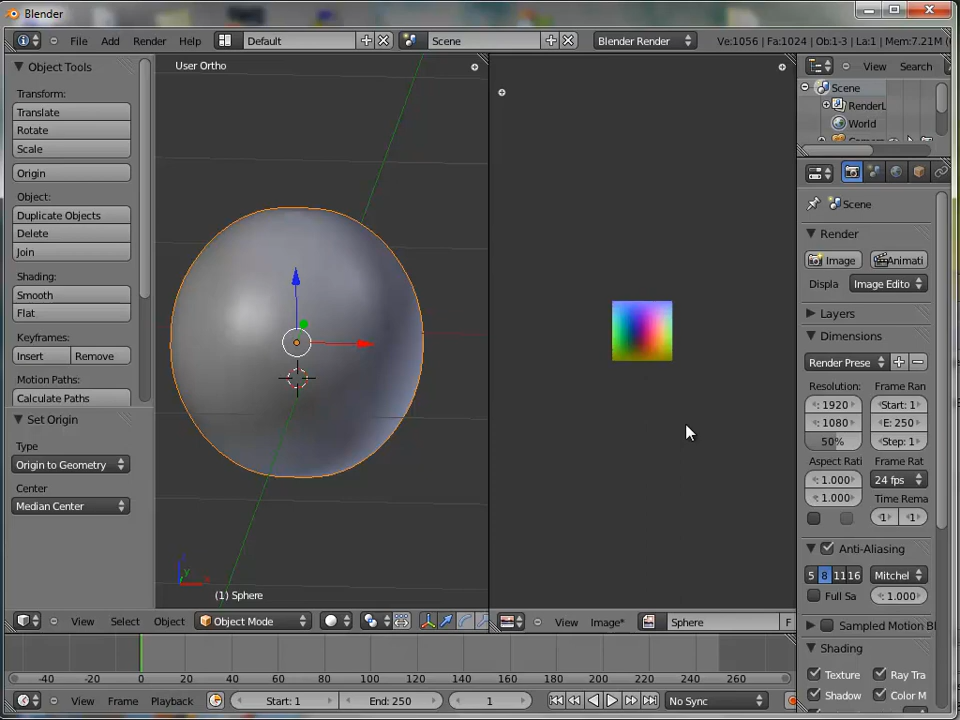 Blender
File Add Render Help Default Scene Blender Render Ve:1056 | Fa:1024 | Ob:1-3 | La:1 | Mem:7.21M
Object Tools
Transform:
Translate
Rotate
Scale
Origin
Object:
Duplicate Objects
Delete
Join
Shading:
Smooth
Flat
Keyframes:
Insert Remove
Motion Paths:
Calculate Paths
Set Origin
Type
Origin to Geometry
Center
Median Center
User Ortho
y
x
(1) Sphere
View Select Object Object Mode
View Image* Sphere F
View Search
Scene
RenderL
World
Scene
Render
Image Animati
Displa Image Edito
Layers
Dimensions
Render Prese
Resolution: Frame Ran
: 1920 Start: 1
: 1080 E: 250
50% Step: 1
Aspect Rati Frame Rat
: 1.000 24 fps
: 1.000 Time Rema
1 1
Anti-Aliasing
5 8 11 16 Mitchel
Full Sa : 1.000
Sampled Motion Bl
Shading
Texture Ray Tra
Shadow Color M
-40 -20 0 20 40 60 80 100 120 140 160 180 200 220 240 260
View Frame Playback Start: 1 End: 250 1 No Sync